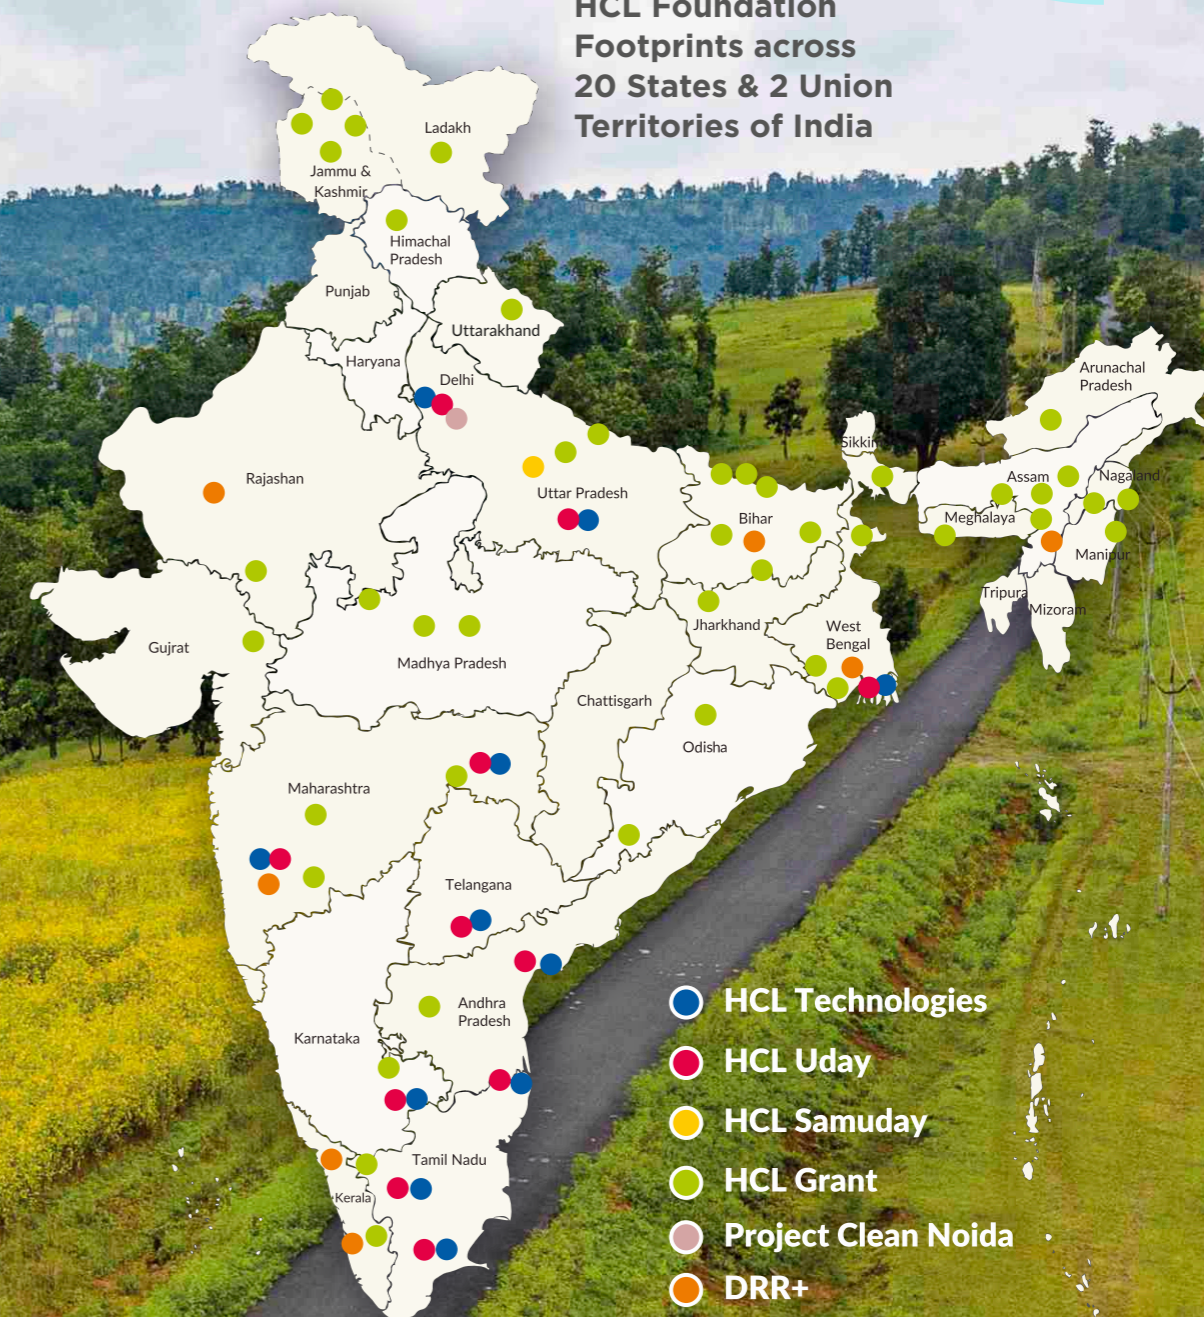 HCL Foundation
Footprints across
20 States & 2 Union
Territories of India
Ladakh
Jammu &
Kashmir
Himachal
Pradesh
Punjab
Uttarakhand
Haryana
Delhi
Arunachal
Pradesh
Sikkim
Rajashan
Uttar Pradesh
Assam
Nagaland
Bihar
Meghalaya
Manipur
Tripura
Mizoram
Gujrat
Jharkhand
West
Bengal
Madhya Pradesh
Chattisgarh
Odisha
Maharashtra
Telangana
Andhra
Pradesh
Karnataka
Tamil Nadu
Kerala
HCL Technologies
HCL Uday
HCL Samuday
HCL Grant
Project Clean Noida
DRR+